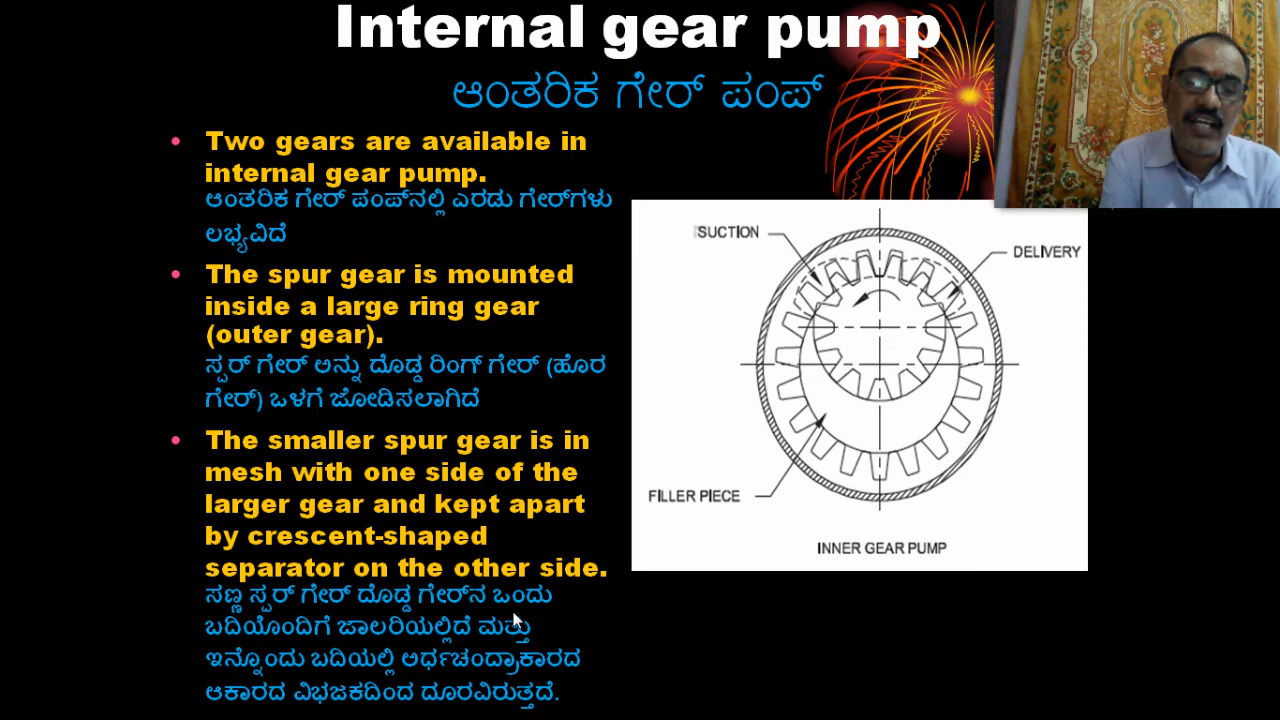 Internal gear pump
ಆಂತರಿಕ ಗೇರ್ ಪಂಪ್
• Two gears are available in
internal gear pump.
ಆಂತರಿಕ ಗೇರ್ ಪಂಪ್‌ನಲ್ಲಿ ಎರಡು ಗೇರ್‌ಗಳು
ಲಭ್ಯವಿದೆ
• The spur gear is mounted
inside a large ring gear
(outer gear).
ಸ್ಪರ್ ಗೇರ್ ಅನ್ನು ದೊಡ್ಡ ರಿಂಗ್ ಗೇರ್ (ಹೊರ
ಗೇರ್) ಒಳಗೆ ಜೋಡಿಸಲಾಗಿದೆ
• The smaller spur gear is in
mesh with one side of the
larger gear and kept apart
by crescent-shaped
separator on the other side.
ಸಣ್ಣ ಸ್ಪರ್ ಗೇರ್ ದೊಡ್ಡ ಗೇರ್‌ನ ಒಂದು
ಬದಿಯೊಂದಿಗೆ ಜಾಲರಿಯಲ್ಲಿದೆ ಮತ್ತು
ಇನ್ನೊಂದು ಬದಿಯಲ್ಲಿ ಅರ್ಧಚಂದ್ರಾಕಾರದ
ಆಕಾರದ ವಿಭಜಕದಿಂದ ದೂರವಿರುತ್ತದೆ.
SUCTION
DELIVERY
FILLER PIECE
INNER GEAR PUMP